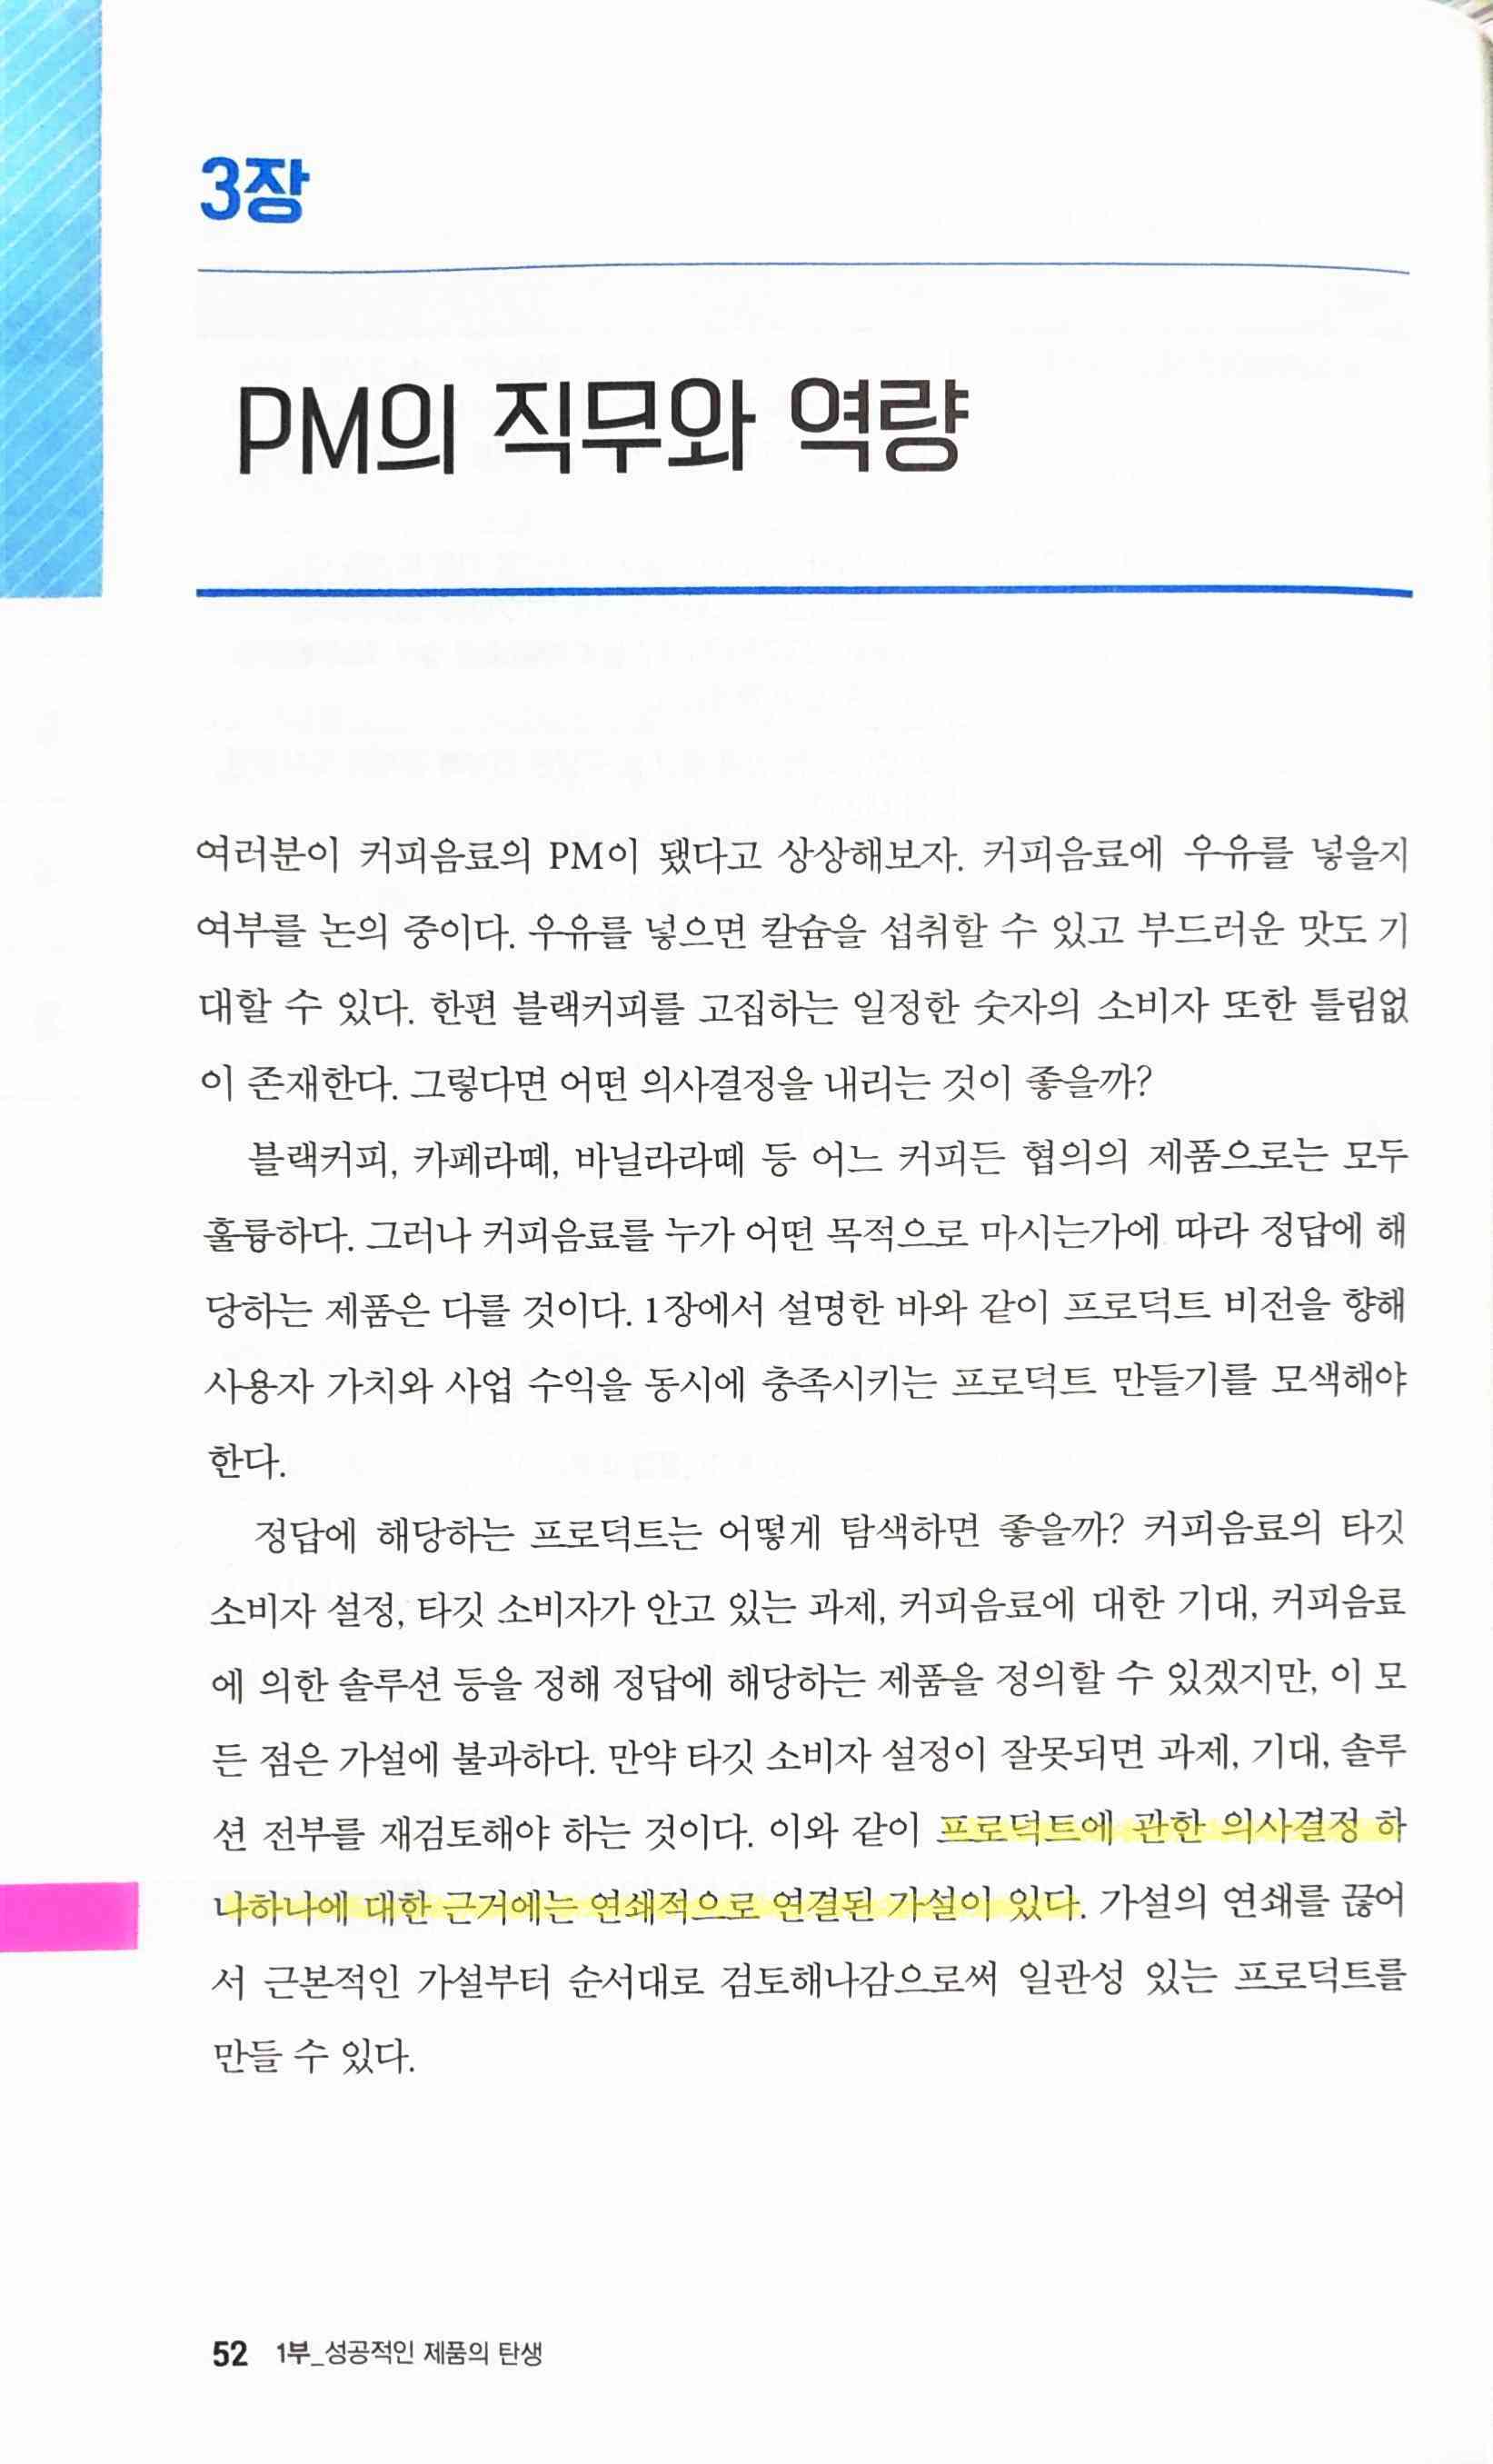 3장
PM의 직무와 역량
여러분이 커피음료의 PM이 됐다고 상상해보자. 커피음료에 우유를 넣을지
여부를 논의 중이다. 우유를 넣으면 칼슘을 섭취할 수 있고 부드러운 맛도 기
대할 수 있다. 한편 블랙커피를 고집하는 일정한 숫자의 소비자 또한 틀림없
이 존재한다. 그렇다면 어떤 의사결정을 내리는 것이 좋을까?
블랙커피, 카페라떼, 바닐라라떼 등 어느 커피든 협의의 제품으로는 모두
훌륭하다. 그러나 커피음료를 누가 어떤 목적으로 마시는가에 따라 정답에 해
당하는 제품은 다를 것이다. 1장에서 설명한 바와 같이 프로덕트 비전을 향해
사용자 가치와 사업 수익을 동시에 충족시키는 프로덕트 만들기를 모색해야
한다.
정답에 해당하는 프로덕트는 어떻게 탐색하면 좋을까? 커피음료의 타깃
소비자 설정, 타깃 소비자가 안고 있는 과제, 커피음료에 대한 기대, 커피음료
에 의한 솔루션 등을 정해 정답에 해당하는 제품을 정의할 수 있겠지만, 이 모
든 점은 가설에 불과하다. 만약 타깃 소비자 설정이 잘못되면 과제, 기대, 솔루
션 전부를 재검토해야 하는 것이다. 이와 같이 프로덕트에 관한 의사결정 하
나하나에 대한 근거에는 연쇄적으로 연결된 가설이 있다. 가설의 연쇄를 끊어
서 근본적인 가설부터 순서대로 검토해나감으로써 일관성 있는 프로덕트를
만들 수 있다.
52 1부_성공적인 제품의 탄생